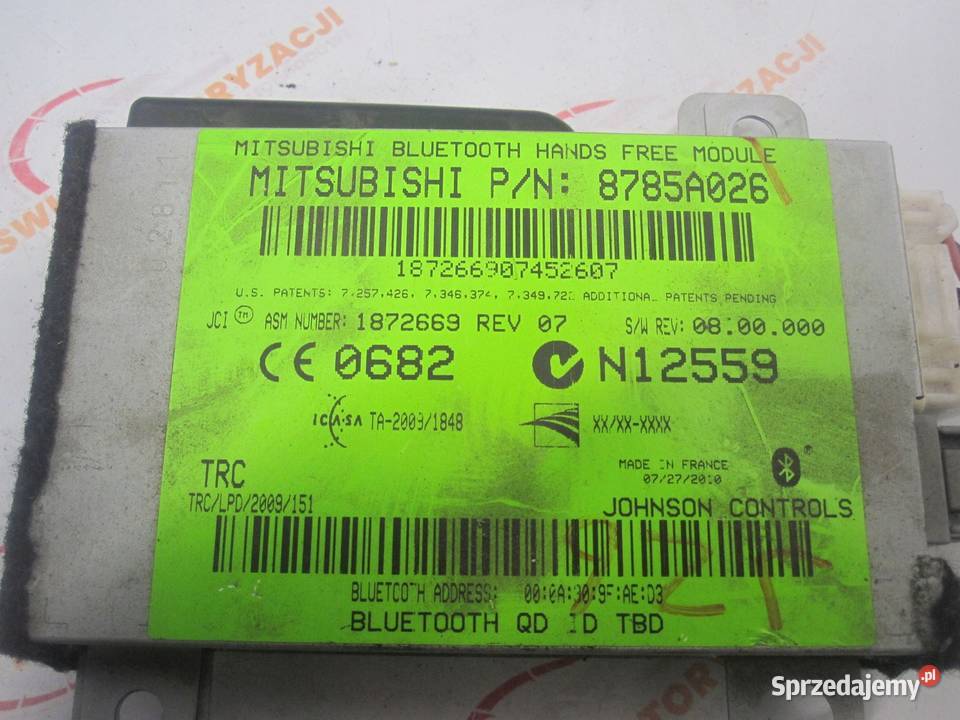 MITSUBISHI BLUETOOTH HANDS FREE MODULE
MITSUBISHI P/N: 8785A026
187266907452607
U.S. PATENTS: 7,257,426, 7,346,374, 7,349,722 ADDITIONAL PATENTS PENDING
JCI TM ASM NUMBER: 1872669 REV 07 S/W REV: 08.00.000
CE 0682 N12559
ICASA TA-2009/1848 XX/XX-XXXX
TRC
TRC/LPD/2009/151
MADE IN FRANCE
07/27/2010
JOHNSON CONTROLS
BLUETOOTH ADDRESS: 00:0A:30:9F:AE:D3
BLUETOOTH QD ID TBD
Sprzedajemy.pl